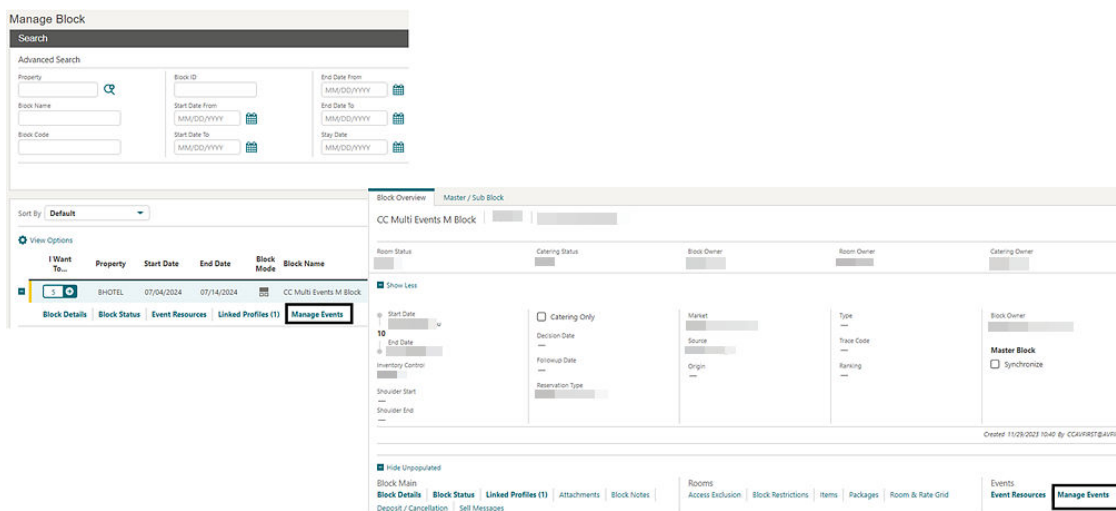 Manage Block
Search
Advanced Search
Property
Block ID
End Date From
MM/DD/YYYY
Block Name
Start Date From
End Date To
MM/DD/YYYY
MM/DD/YYYY
Block Code
Start Date To
Stay Date
MM/DD/YYYY
MM/DD/YYYY
Sort By Default
View Options
I Want To... Property Start Date End Date Block Mode Block Name
5 BHOTEL 07/04/2024 07/14/2024 CC Multi Events M Block
Block Details Block Status Event Resources Linked Profiles (1) Manage Events
Block Overview Master / Sub Block
CC Multi Events M Block
Room Status Catering Status Block Owner Room Owner Catering Owner
Show Less
Start Date
10
End Date
Inventory Control
Shoulder Start
—
Shoulder End
—
Catering Only
Decision Date
—
Followup Date
—
Reservation Type
Market
Source
Origin
—
Type
—
Trace Code
—
Ranking
—
Block Owner
Master Block
Synchronize
Created 11/29/2023 10:40 By
Hide Unpopulated
Block Main
Block Details Block Status Linked Profiles (1) Attachments Block Notes
Deposit / Cancellation Sell Messages
Rooms
Access Exclusion Block Restrictions Items Packages Room & Rate Grid
Events
Event Resources Manage Events